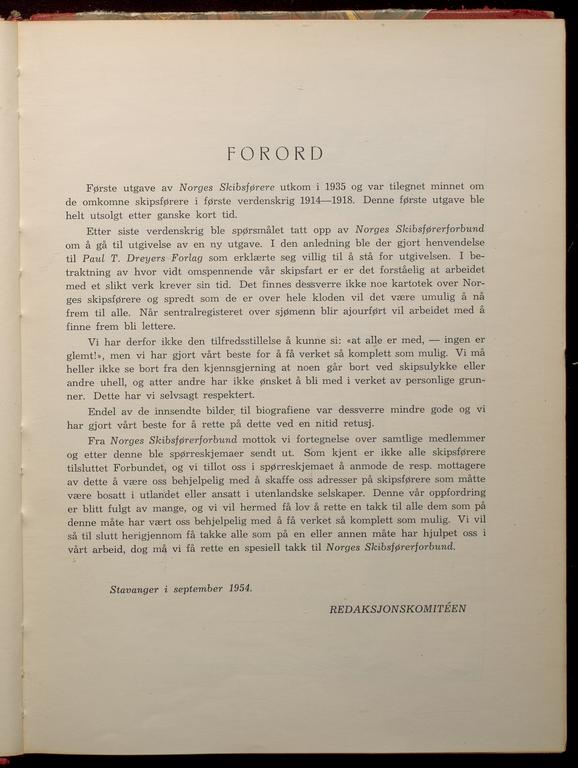 FORORD
Første utgave av Norges Skibsførere utkom i 1935 og var tilegnet minnet om
de omkomne skipsførere i første verdenskrig 1914—1918. Denne første utgave ble
helt utsolgt etter ganske kort tid.
Etter siste verdenskrig ble spørsmålet tatt opp av Norges Skibsførerforbund
om å gå til utgivelse av en ny utgave. I den anledning ble der gjort henvendelse
til Paul T. Dreyers Forlag som erklærte seg villig til å stå for utgivelsen. I be-
traktning av hvor vidt omspennende vår skipsfart er er det forståelig at arbeidet
med et slikt verk krever sin tid. Det finnes dessverre ikke noe kartotek over Nor-
ges skipsførere og spredt som de er over hele kloden vil det være umulig å nå
frem til alle. Når sentralregisteret over sjømenn blir ajourført vil arbeidet med å
finne frem bli lettere.
Vi har derfor ikke den tilfredsstillelse å kunne si: «at alle er med, — ingen er
glemt!», men vi har gjort vårt beste for å få verket så komplett som mulig. Vi må
heller ikke se bort fra den kjennsgjerning at noen går bort ved skipsulykke eller
andre uhell, og atter andre har ikke ønsket å bli med i verket av personlige grun-
ner. Dette har vi selvsagt respektert.
Endel av de innsendte bilder til biografiene var dessverre mindre gode og vi
har gjort vårt beste for å rette på dette ved en nitid retusj.
Fra Norges Skibsførerforbund mottok vi fortegnelse over samtlige medlemmer
og etter denne ble spørreskjemaer sendt ut. Som kjent er ikke alle skipsførere
tilsluttet Forbundet, og vi tillot oss i spørreskjemaet å anmode de resp. mottagere
av dette å være oss behjelpelig med å skaffe oss adresser på skipsførere som måtte
være bosatt i utlandet eller ansatt i utenlandske selskaper. Denne vår oppfordring
er blitt fulgt av mange, og vi vil hermed få lov å rette en takk til alle dem som på
denne måte har vært oss behjelpelig med å få verket så komplett som mulig. Vi vil
så til slutt herigjennom få takke alle som på en eller annen måte har hjulpet oss i
vårt arbeid, dog må vi få rette en spesiell takk til Norges Skibsførerforbund.
Stavanger i september 1954.
REDAKSJONSKOMITÉEN